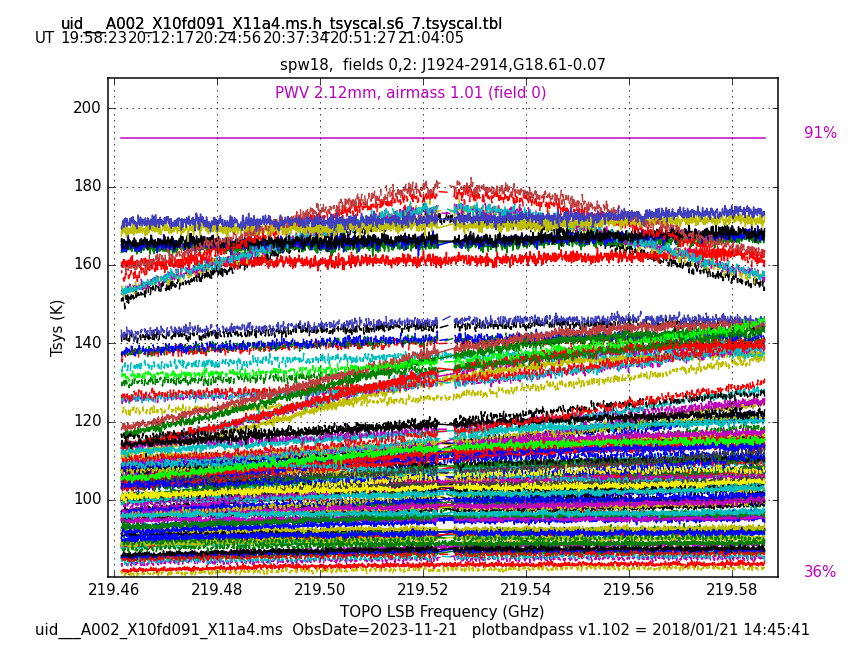 uid___A002_X10fd091_X11a4.ms.h_tsyscal.s6_7.tsyscal.tbl
UT 19:58:23 20:12:17 20:24:56 20:37:34 20:51:27 21:04:05
spw18, fields 0,2: J1924-2914,G18.61-0.07
PWV 2.12mm, airmass 1.01 (field 0)
200
91%
180
160
Tsys (K)
140
120
100
36%
219.46 219.48 219.50 219.52 219.54 219.56 219.58
TOPO LSB Frequency (GHz)
uid___A002_X10fd091_X11a4.ms ObsDate=2023-11-21 plotbandpass v1.102 = 2018/01/21 14:45:41